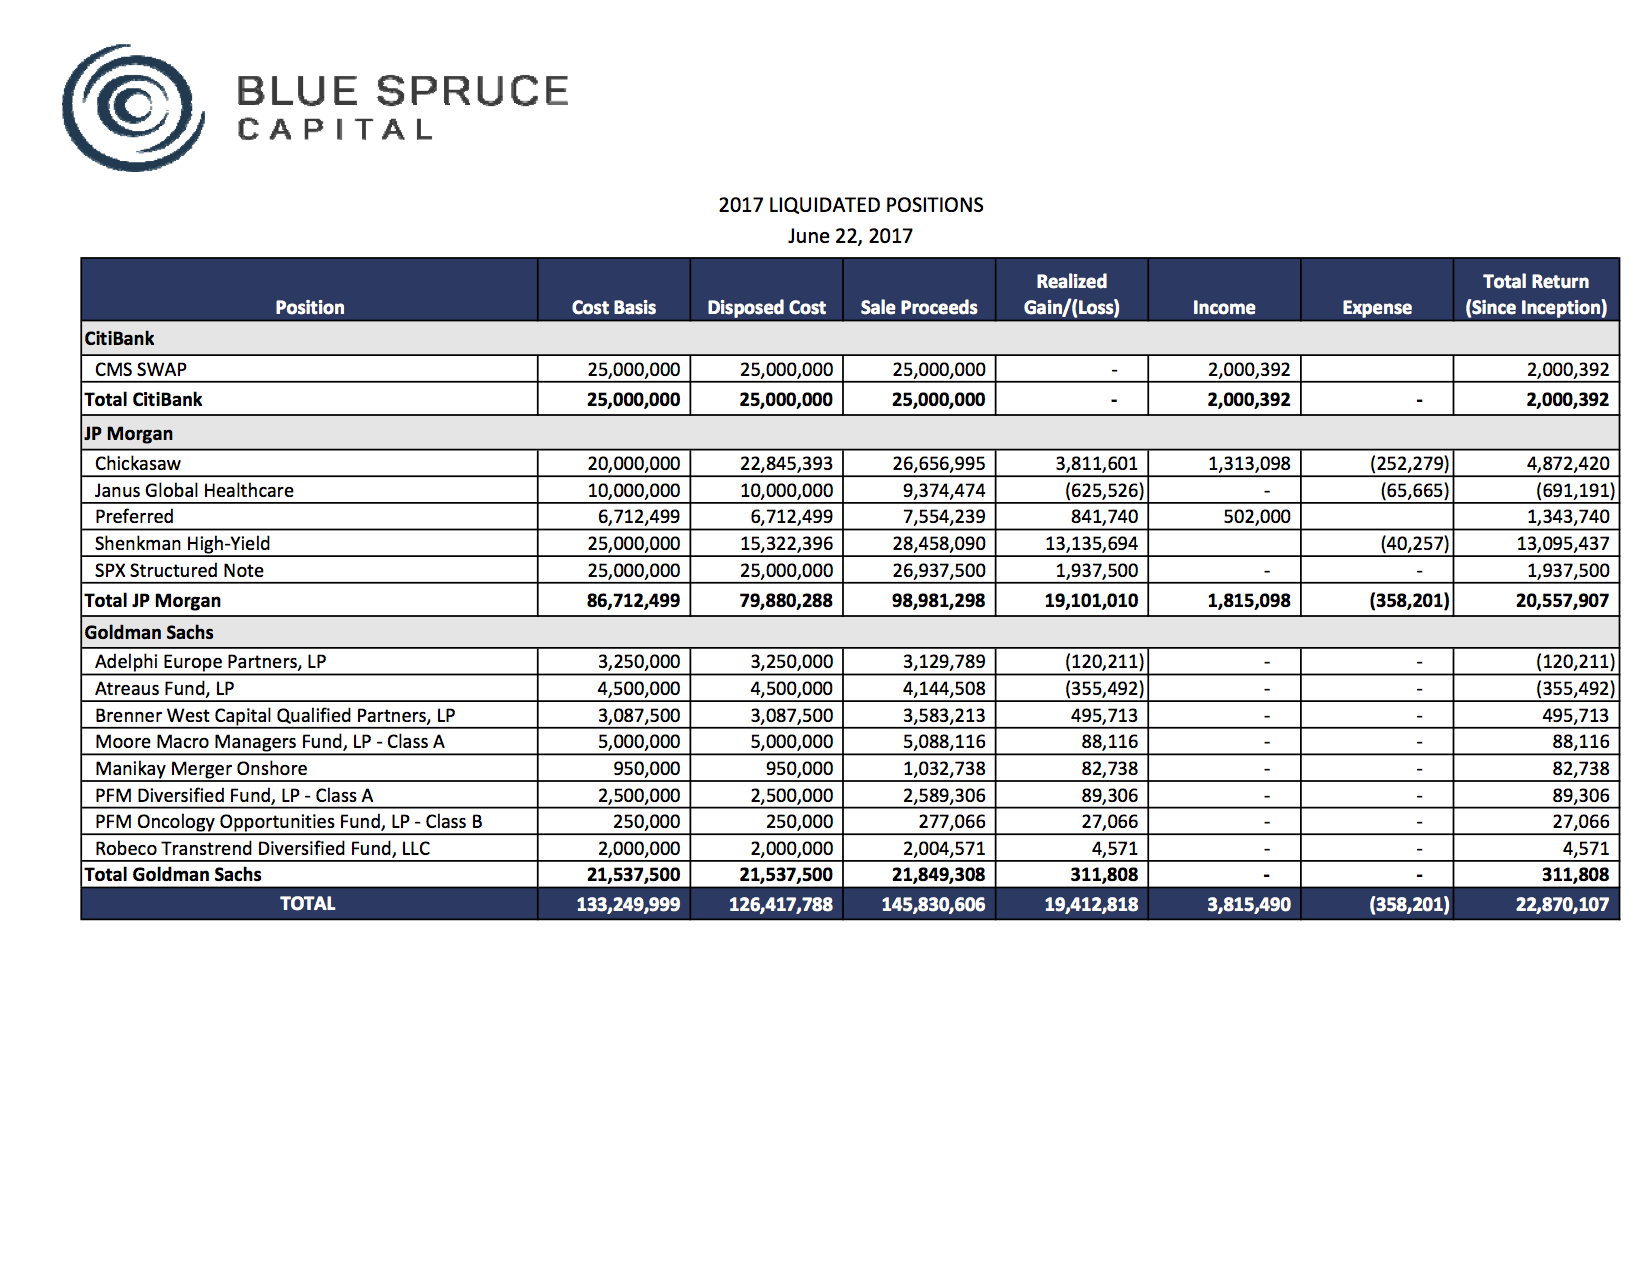 BLUE SPRUCE
CAPITAL
2017 LIQUIDATED POSITIONS
June 22, 2017
Position Cost Basis Disposed Cost Sale Proceeds Realized Gain/(Loss) Income Expense Total Return (Since Inception)
CitiBank
CMS SWAP 25,000,000 25,000,000 25,000,000 - 2,000,392 2,000,392
Total CitiBank 25,000,000 25,000,000 25,000,000 - 2,000,392 - 2,000,392
JP Morgan
Chickasaw 20,000,000 22,845,393 26,656,995 3,811,601 1,313,098 (252,279) 4,872,420
Janus Global Healthcare 10,000,000 10,000,000 9,374,474 (625,526) - (65,665) (691,191)
Preferred 6,712,499 6,712,499 7,554,239 841,740 502,000 1,343,740
Shenkman High-Yield 25,000,000 15,322,396 28,458,090 13,135,694 (40,257) 13,095,437
SPX Structured Note 25,000,000 25,000,000 26,937,500 1,937,500 - - 1,937,500
Total JP Morgan 86,712,499 79,880,288 98,981,298 19,101,010 1,815,098 (358,201) 20,557,907
Goldman Sachs
Adelphi Europe Partners, LP 3,250,000 3,250,000 3,129,789 (120,211) - - (120,211)
Atreaus Fund, LP 4,500,000 4,500,000 4,144,508 (355,492) - - (355,492)
Brenner West Capital Qualified Partners, LP 3,087,500 3,087,500 3,583,213 495,713 - - 495,713
Moore Macro Managers Fund, LP - Class A 5,000,000 5,000,000 5,088,116 88,116 - - 88,116
Manikay Merger Onshore 950,000 950,000 1,032,738 82,738 - - 82,738
PFM Diversified Fund, LP - Class A 2,500,000 2,500,000 2,589,306 89,306 - - 89,306
PFM Oncology Opportunities Fund, LP - Class B 250,000 250,000 277,066 27,066 - - 27,066
Robeco Transtrend Diversified Fund, LLC 2,000,000 2,000,000 2,004,571 4,571 - - 4,571
Total Goldman Sachs 21,537,500 21,537,500 21,849,308 311,808 - - 311,808
TOTAL 133,249,999 126,417,788 145,830,606 19,412,818 3,815,490 (358,201) 22,870,107